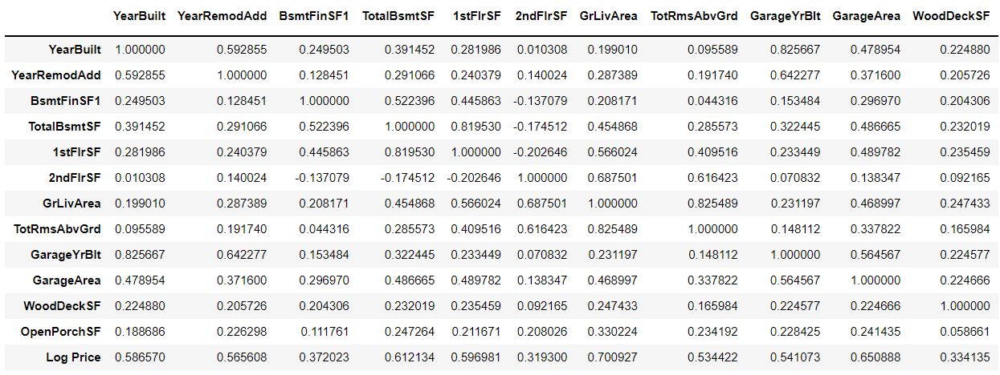 YearBuilt YearRemodAdd BsmtFinSF1 TotalBsmtSF 1stFlrSF 2ndFlrSF GrLivArea TotRmsAbvGrd GarageYrBlt GarageArea WoodDeckSF
YearBuilt 1.000000 0.592855 0.249503 0.391452 0.281986 0.010308 0.199010 0.095589 0.825667 0.478954 0.224880
YearRemodAdd 0.592855 1.000000 0.128451 0.291066 0.240379 0.140024 0.287389 0.191740 0.642277 0.371600 0.205726
BsmtFinSF1 0.249503 0.128451 1.000000 0.522396 0.445863 -0.137079 0.208171 0.044316 0.153484 0.296970 0.204306
TotalBsmtSF 0.391452 0.291066 0.522396 1.000000 0.819530 -0.174512 0.454868 0.285573 0.322445 0.486665 0.232019
1stFlrSF 0.281986 0.240379 0.445863 0.819530 1.000000 -0.202646 0.566024 0.409516 0.233449 0.489782 0.235459
2ndFlrSF 0.010308 0.140024 -0.137079 -0.174512 -0.202646 1.000000 0.687501 0.616423 0.070832 0.138347 0.092165
GrLivArea 0.199010 0.287389 0.208171 0.454868 0.566024 0.687501 1.000000 0.825489 0.231197 0.468997 0.247433
TotRmsAbvGrd 0.095589 0.191740 0.044316 0.285573 0.409516 0.616423 0.825489 1.000000 0.148112 0.337822 0.165984
GarageYrBlt 0.825667 0.642277 0.153484 0.322445 0.233449 0.070832 0.231197 0.148112 1.000000 0.564567 0.224577
GarageArea 0.478954 0.371600 0.296970 0.486665 0.489782 0.138347 0.468997 0.337822 0.564567 1.000000 0.224666
WoodDeckSF 0.224880 0.205726 0.204306 0.232019 0.235459 0.092165 0.247433 0.165984 0.224577 0.224666 1.000000
OpenPorchSF 0.188686 0.226298 0.111761 0.247264 0.211671 0.208026 0.330224 0.234192 0.228425 0.241435 0.058661
Log Price 0.586570 0.565608 0.372023 0.612134 0.596981 0.319300 0.700927 0.534422 0.541073 0.650888 0.334135